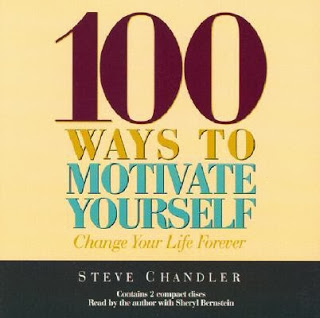 100
WAYS TO
MOTIVATE
YOURSELF
Change Your Life Forever
STEVE CHANDLER
Contains 2 compact discs
Read by the author with Sheryl Bernstein